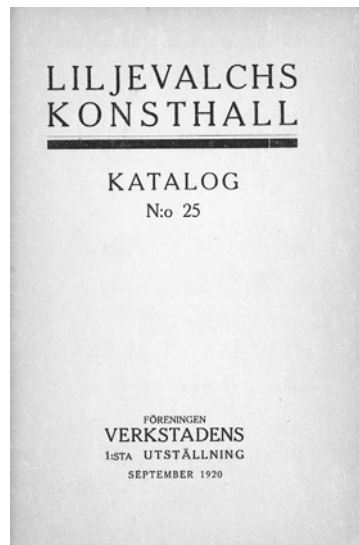 LILJEVALCHS
KONSTHALL
KATALOG
N:o 25
FÖRENINGEN
VERKSTADENS
1:STA UTSTÄLLNING
SEPTEMBER 1920